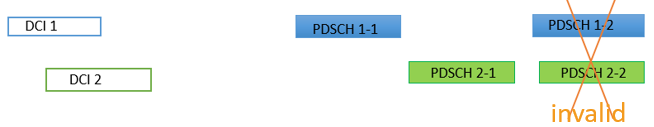 DCI 1
PDSCH 1-1
PDSCH 1-2
DCI 2
PDSCH 2-1
PDSCH 2-2
invalid